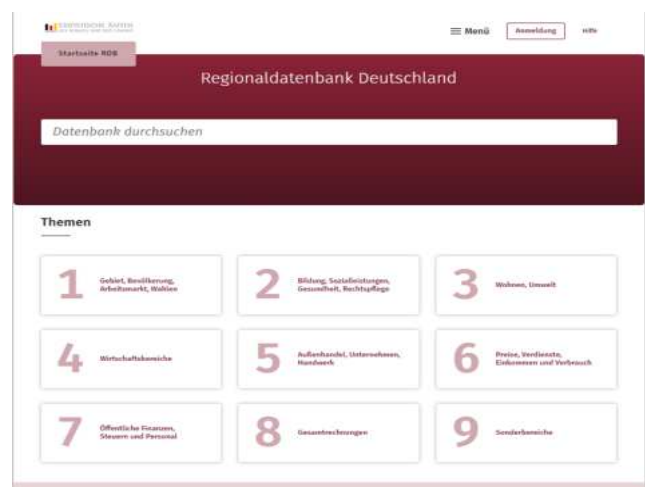 STATISTISCHE ÄMTER
Menü
Anmeldung
Hilfe
Startseite RDB
Regionaldatenbank Deutschland
Datenbank durchsuchen
Themen
1
Gebiet, Bevölkerung,
Arbeitsmarkt, Wahlen
2
Bildung, Sozialleistungen,
Gesundheit, Rechtspflege
3
Wohnen, Umwelt
4
Wirtschaftsbereiche
5
Außenhandel, Unternehmen,
Handwerk
6
Preise, Verdienste,
Einkommen und Verbrauch
7
Öffentliche Finanzen,
Steuern und Personal
8
Gesamtrechnungen
9
Sonderbereiche